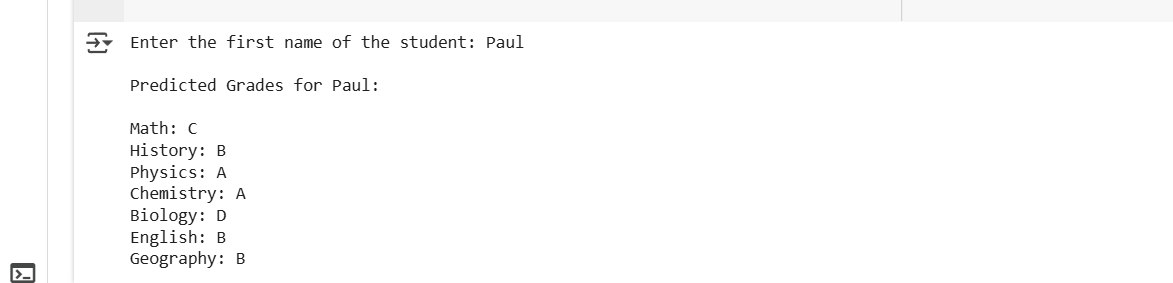 Enter the first name of the student: Paul
Predicted Grades for Paul:
Math: C
History: B
Physics: A
Chemistry: A
Biology: D
English: B
Geography: B